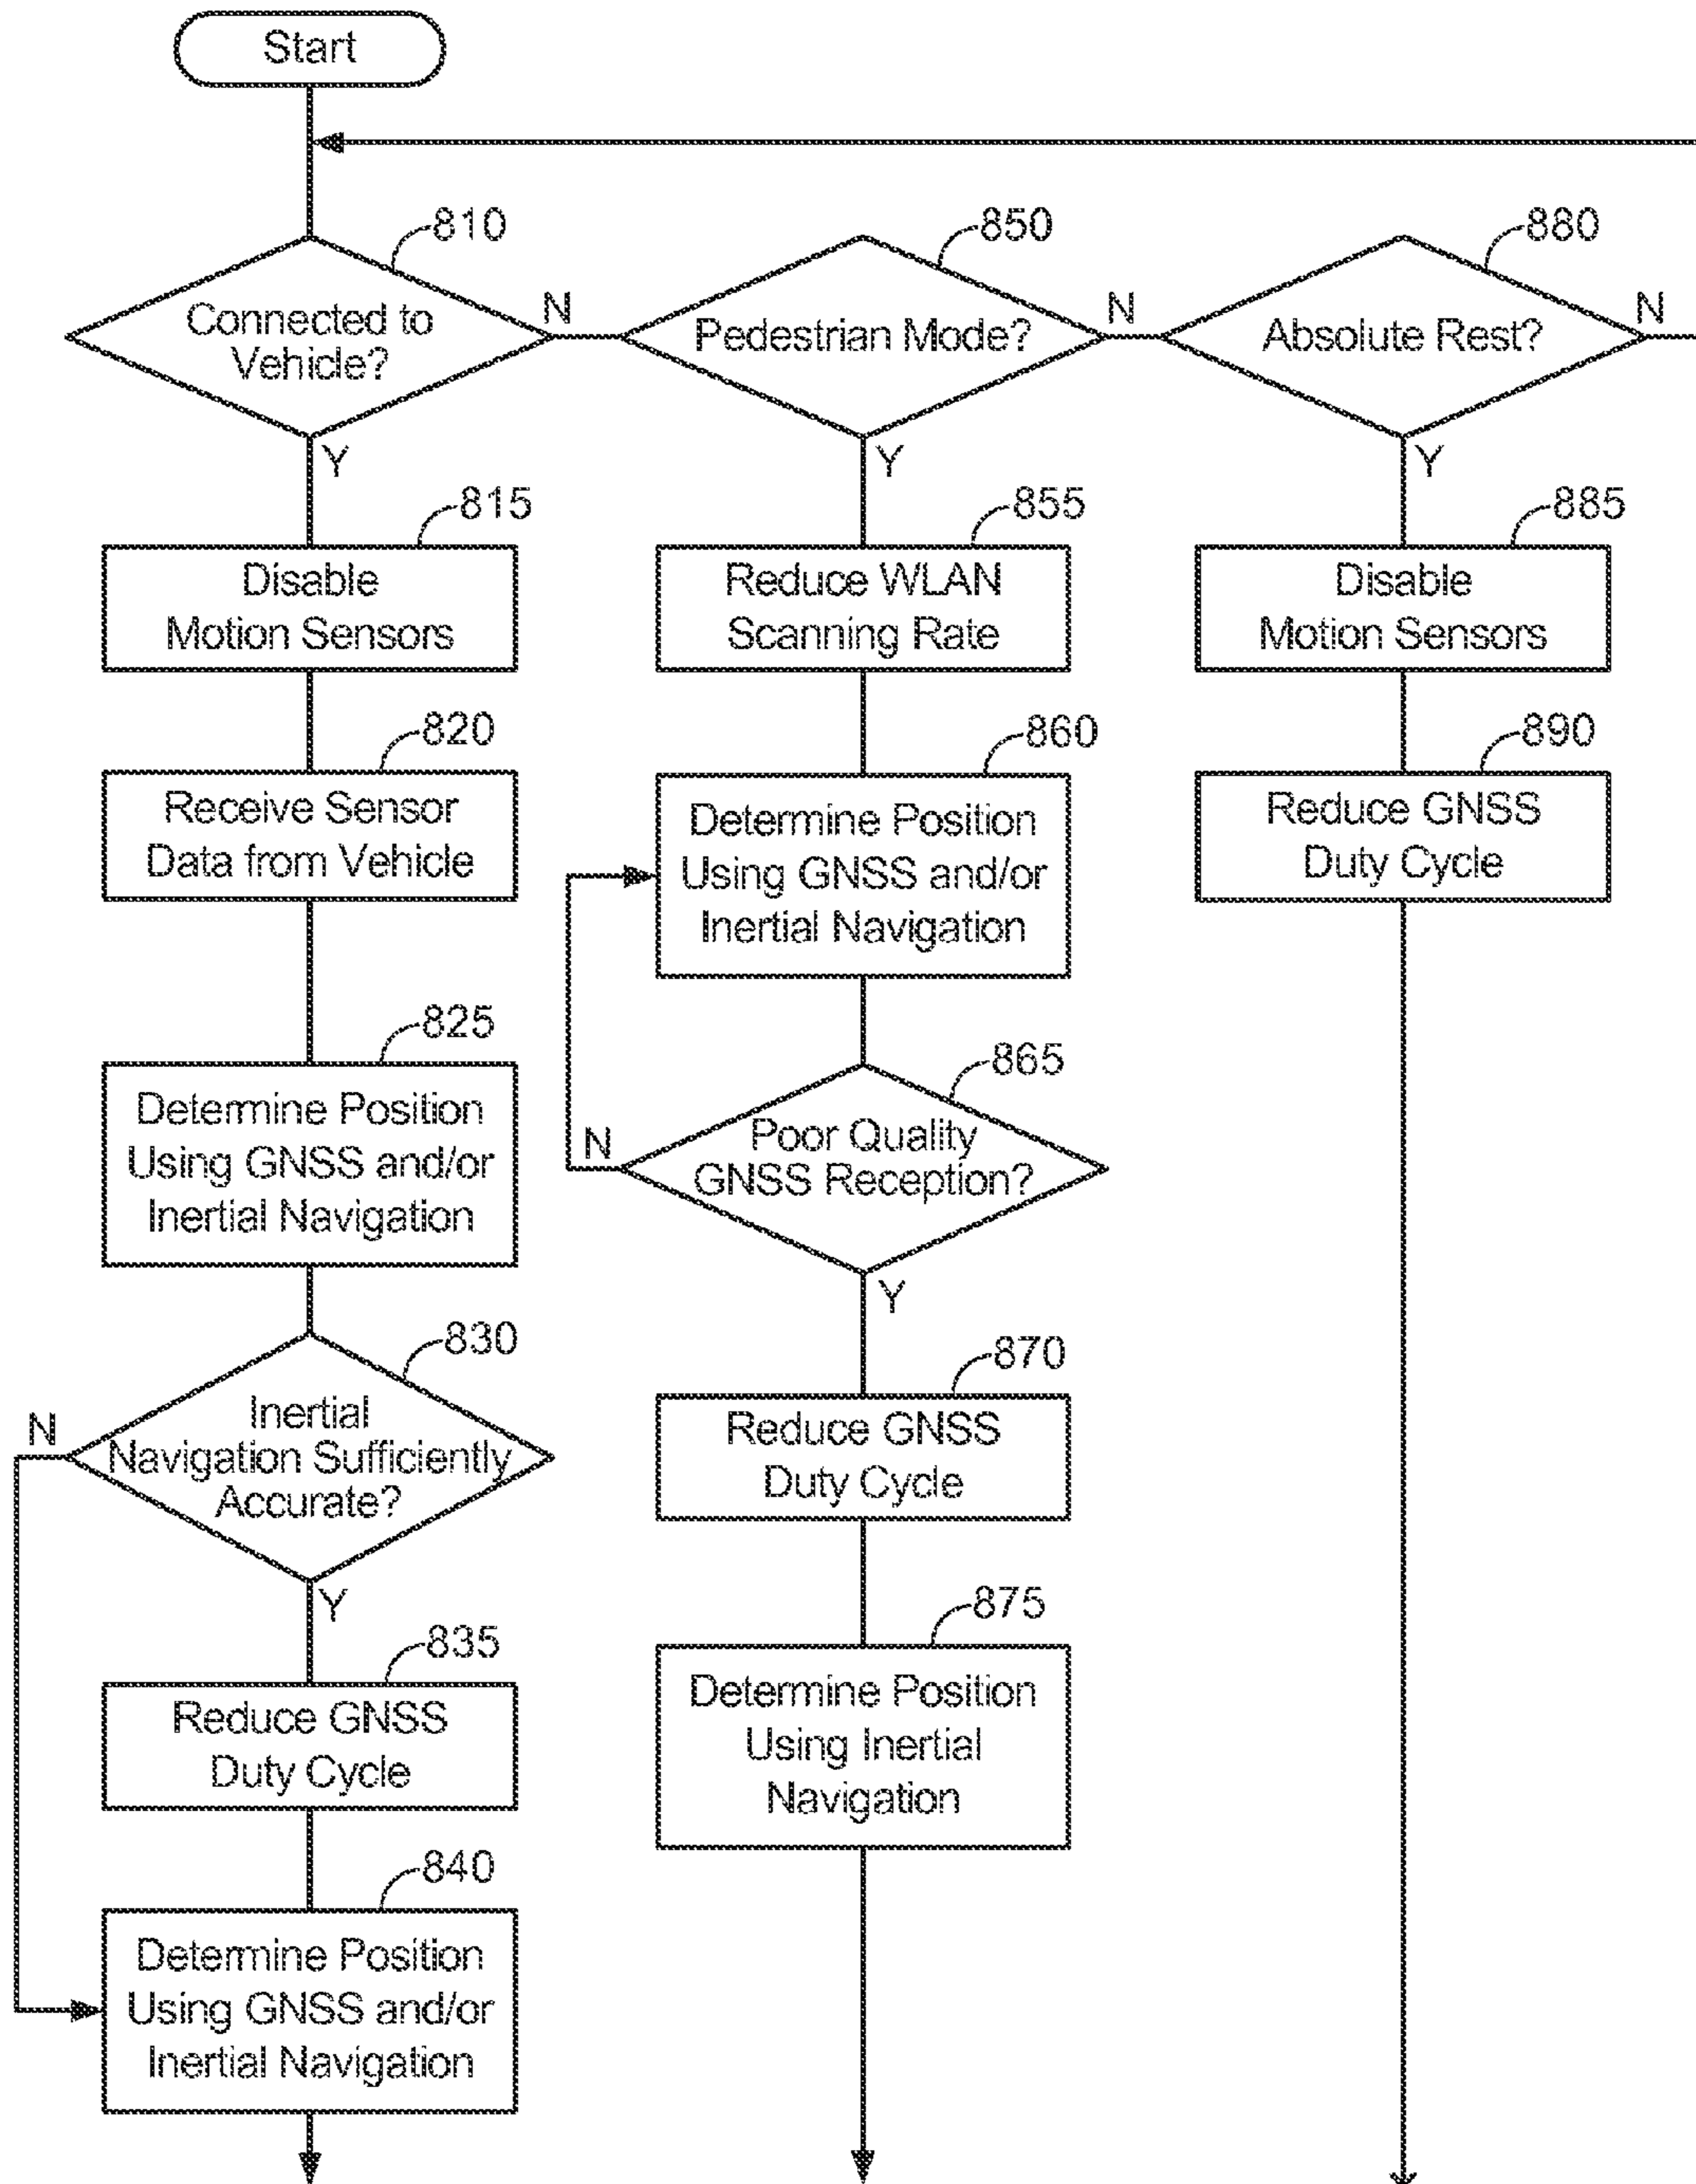 Start
810
Connected to
Vehicle?
N
Y
815
Disable
Motion Sensors
820
Receive Sensor
Data from Vehicle
825
Determine Position
Using GNSS and/or
Inertial Navigation
830
Inertial
Navigation Sufficiently
Accurate?
N
Y
835
Reduce GNSS
Duty Cycle
840
Determine Position
Using GNSS and/or
Inertial Navigation
850
Pedestrian Mode?
N
Y
855
Reduce WLAN
Scanning Rate
860
Determine Position
Using GNSS and/or
Inertial Navigation
865
Poor Quality
GNSS Reception?
N
Y
870
Reduce GNSS
Duty Cycle
875
Determine Position
Using Inertial
Navigation
880
Absolute Rest?
N
Y
885
Disable
Motion Sensors
890
Reduce GNSS
Duty Cycle